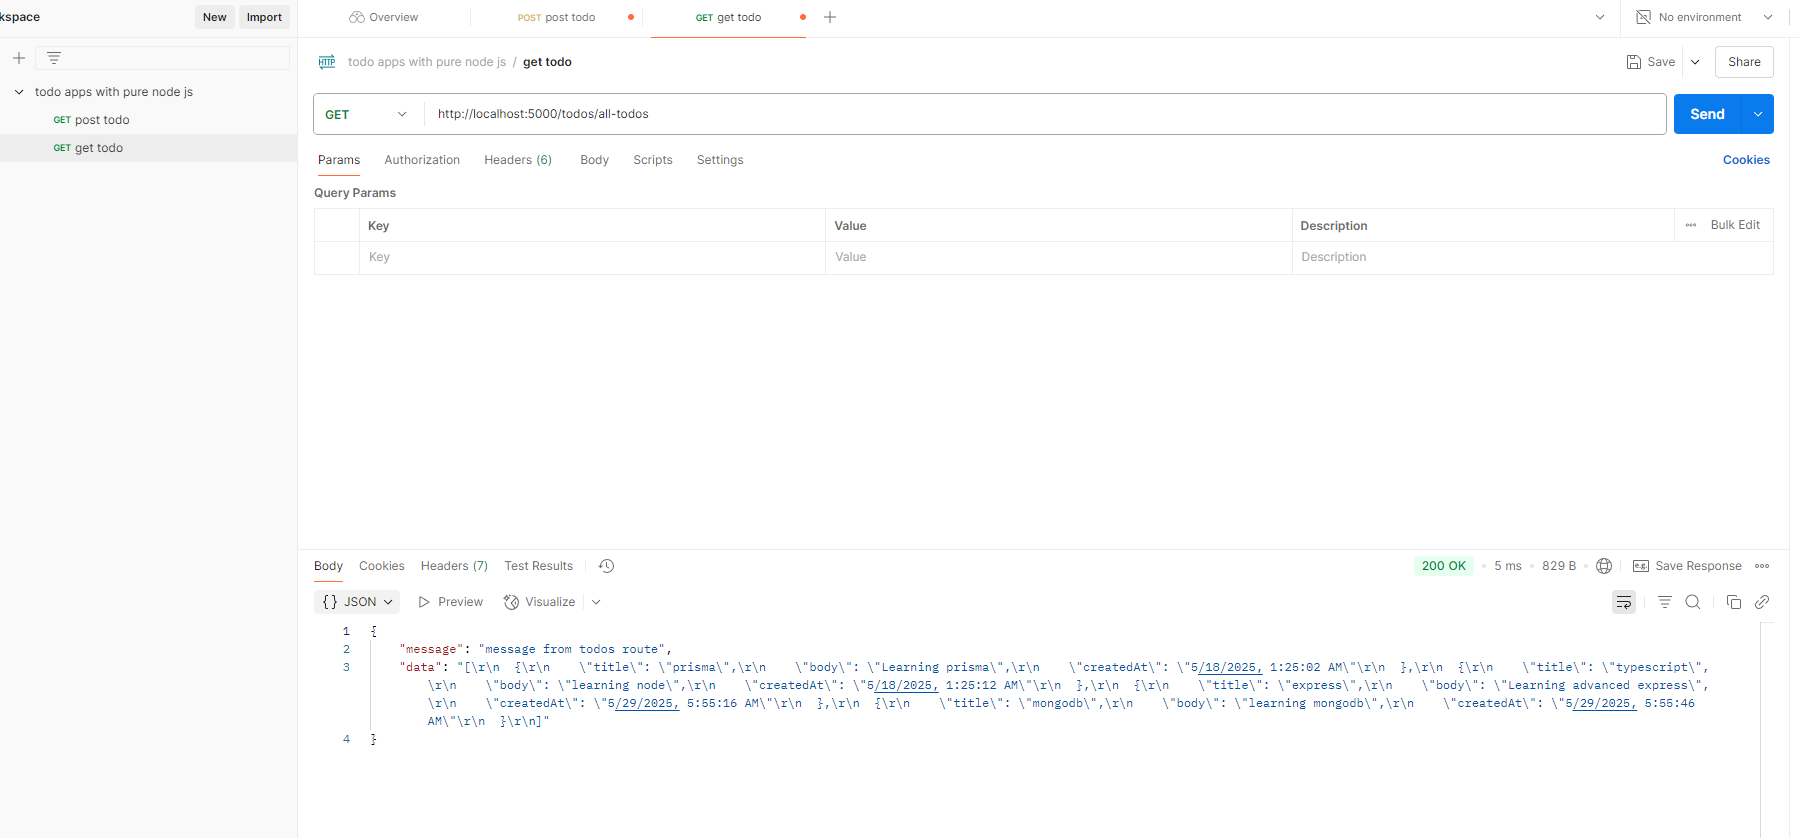 kspace
New
Import
Overview
POST post todo
GET get todo
No environment
todo apps with pure node js
GET post todo
GET get todo
HTTP
todo apps with pure node js / get todo
Save
Share
GET
http://localhost:5000/todos/all-todos
Send
Params
Authorization
Headers (6)
Body
Scripts
Settings
Cookies
Query Params
Key
Value
Description
Bulk Edit
Key
Value
Description
Body
Cookies
Headers (7)
Test Results
200 OK
5 ms
829 B
e.g.
Save Response
{} JSON
Preview
Visualize
1 {
2 "message": "message from todos route",
3 "data": "[\r\n  {\r\n    \"title\": \"prisma\",\r\n    \"body\": \"Learning prisma\",\r\n    \"createdAt\": \"5/18/2025, 1:25:02 AM\"\r\n  },\r\n  {\r\n    \"title\": \"typescript\",
\r\n    \"body\": \"learning node\",\r\n    \"createdAt\": \"5/18/2025, 1:25:12 AM\"\r\n  },\r\n  {\r\n    \"title\": \"express\",\r\n    \"body\": \"Learning advanced express\",
\r\n    \"createdAt\": \"5/29/2025, 5:55:16 AM\"\r\n  },\r\n  {\r\n    \"title\": \"mongodb\",\r\n    \"body\": \"learning mongodb\",\r\n    \"createdAt\": \"5/29/2025, 5:55:46
AM\"\r\n  }\r\n]"
4 }